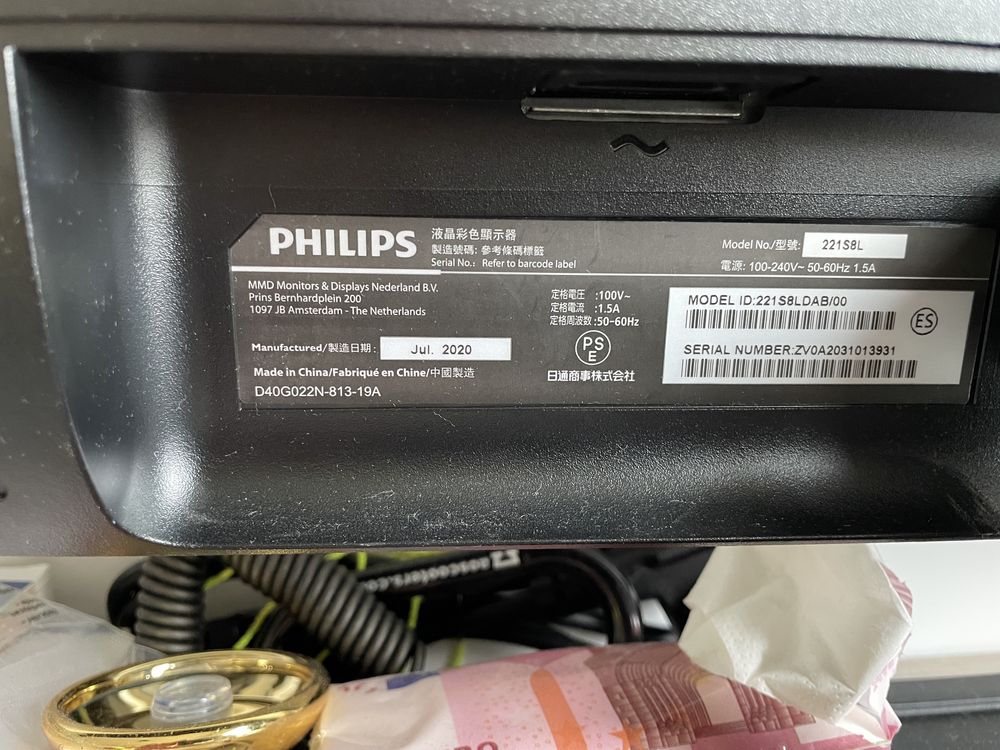 PHILIPS
液晶彩色顯示器
製造號碼: 參考條碼標籤
Serial No.: Refer to barcode label
Model No./型號: 221S8L
電源: 100-240V~ 50-60Hz 1.5A
MMD Monitors & Displays Nederland B.V.
Prins Bernhardplein 200
1097 JB Amsterdam - The Netherlands
Manufactured/製造日期: Jul. 2020
Made in China/Fabriqué en Chine/中國製造
D40G022N-813-19A
定格電圧 :100V~
定格電流 :1.5A
定格周波数 :50-60Hz
PS
E
日通商事株式会社
MODEL ID:221S8LDAB/00
ES
SERIAL NUMBER:ZV0A2031013931